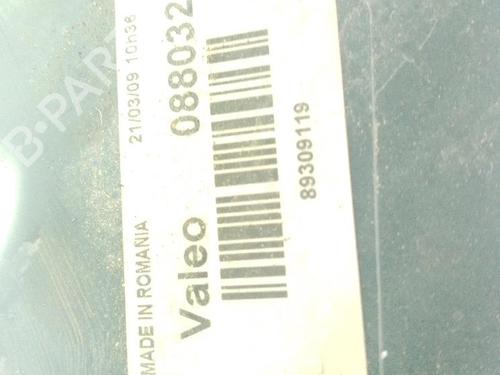 MADE IN ROMANIA 21/03/09 10h36
Valeo 088032
89309119
B-PART